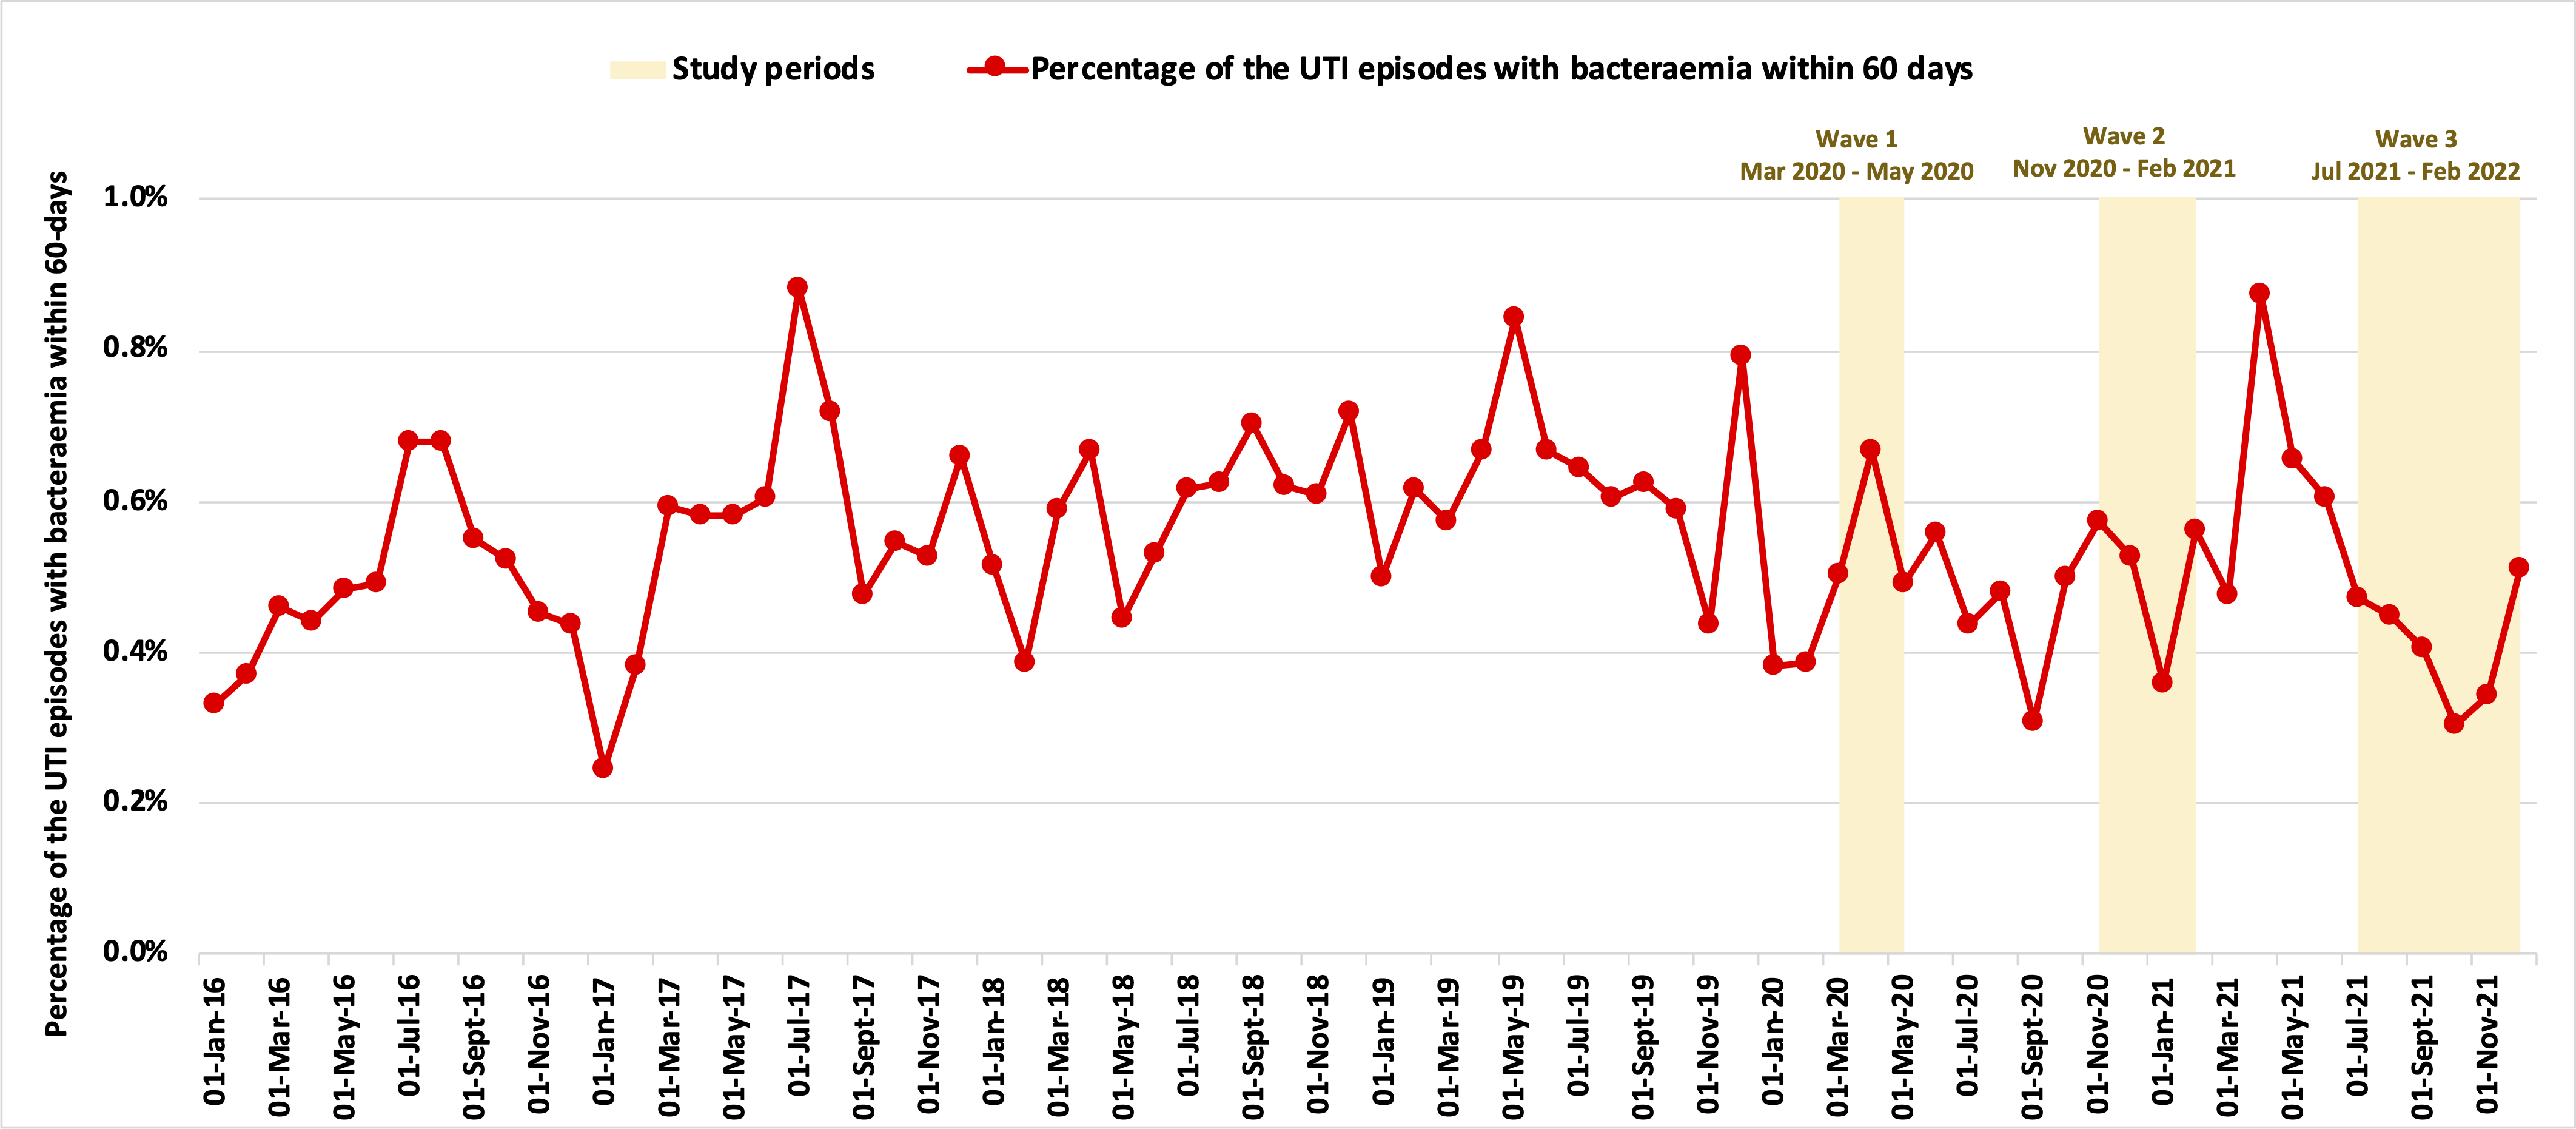 Study periods
Percentage of the UTI episodes with bacteraemia within 60 days
Wave 1
Mar 2020 - May 2020
Wave 2
Nov 2020 - Feb 2021
Wave 3
Jul 2021 - Feb 2022
Percentage of the UTI episodes with bacteraemia within 60-days
1.0%
0.8%
0.6%
0.4%
0.2%
0.0%
01-Jan-16
01-Mar-16
01-May-16
01-Jul-16
01-Sept-16
01-Nov-16
01-Jan-17
01-Mar-17
01-May-17
01-Jul-17
01-Sept-17
01-Nov-17
01-Jan-18
01-Mar-18
01-May-18
01-Jul-18
01-Sept-18
01-Nov-18
01-Jan-19
01-Mar-19
01-May-19
01-Jul-19
01-Sept-19
01-Nov-19
01-Jan-20
01-Mar-20
01-May-20
01-Jul-20
01-Sept-20
01-Nov-20
01-Jan-21
01-Mar-21
01-May-21
01-Jul-21
01-Sept-21
01-Nov-21